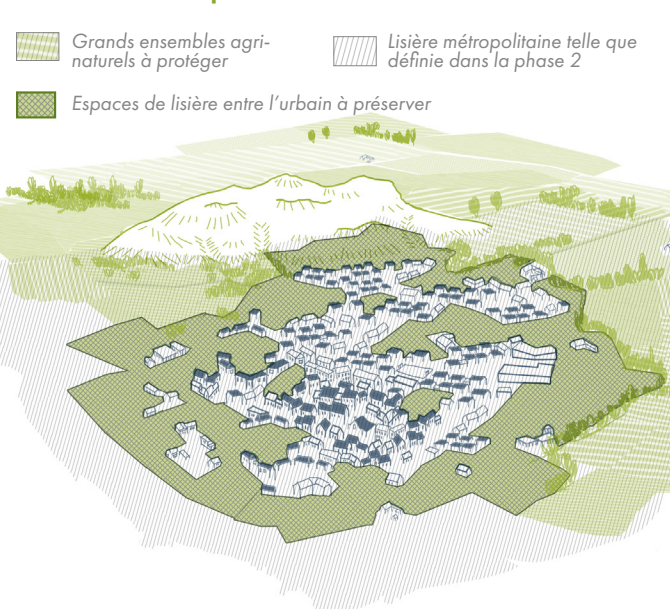 Grands ensembles agri-
naturels à protéger
Lisière métropolitaine telle que
définie dans la phase 2
Espaces de lisière entre l'urbain à préserver